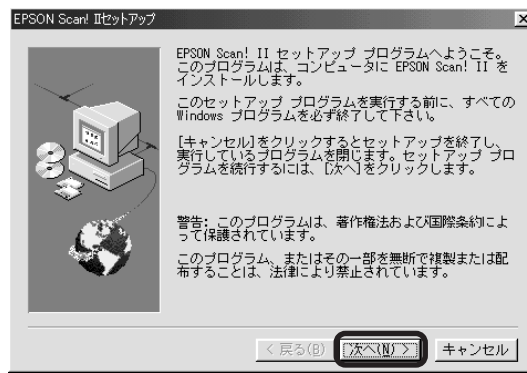 EPSON Scan! IIセットアップ
EPSON Scan! II セットアップ プログラムへようこそ。
このプログラムは、コンピュータに EPSON Scan! II を
インストールします。
このセットアップ プログラムを実行する前に、すべての
Windows プログラムを必ず終了して下さい。
[キャンセル]をクリックするとセットアップを終了し、
実行しているプログラムを閉じます。セットアップ プロ
グラムを続行するには、[次へ]をクリックします。
警告: このプログラムは、著作権法および国際条約によ
って保護されています。
このプログラム、またはその一部を無断で複製または配
布することは、法律により禁止されています。
< 戻る(B) 次へ(N) > キャンセル